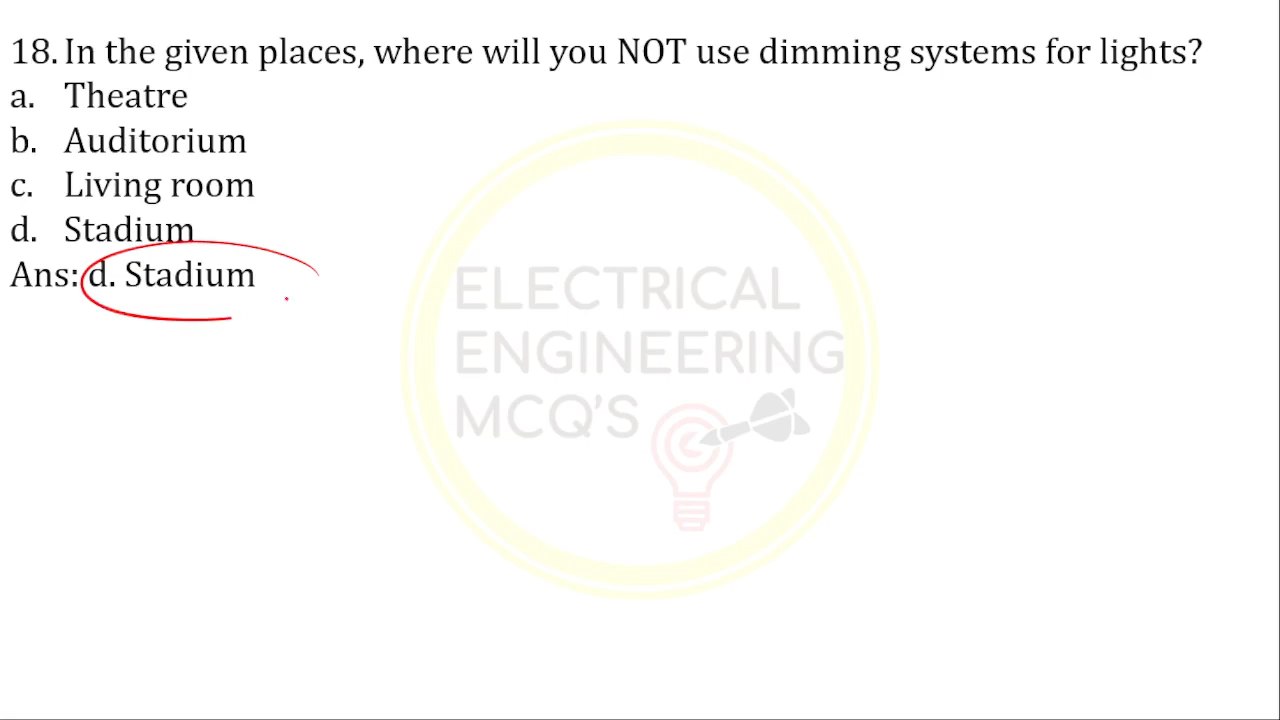 18. In the given places, where will you NOT use dimming systems for lights?
a. Theatre
b. Auditorium
c. Living room
d. Stadium
Ans: d. Stadium
ELECTRICAL
ENGINEERING
MCQ'S